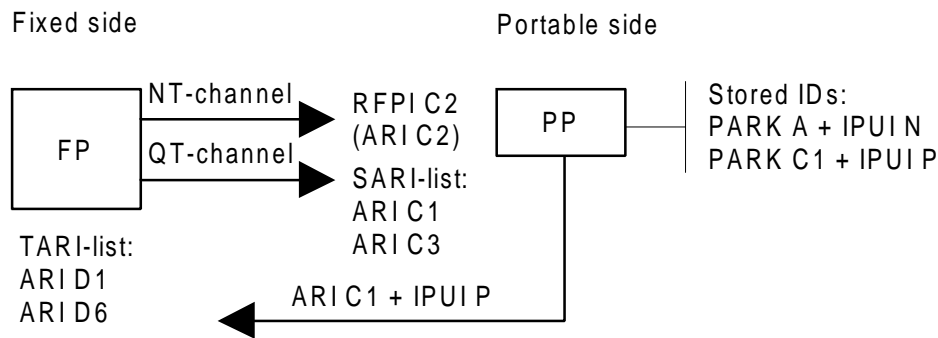 Fixed side
Portable side
NT-channel
QT-channel
FP
RFPI C2
(ARI C2)
SARI-list:
ARI C1
ARI C3
PP
Stored IDs:
PARK A + IPUI N
PARK C1 + IPUI P
TARI-list:
ARI D1
ARI D6
ARI C1 + IPUI P